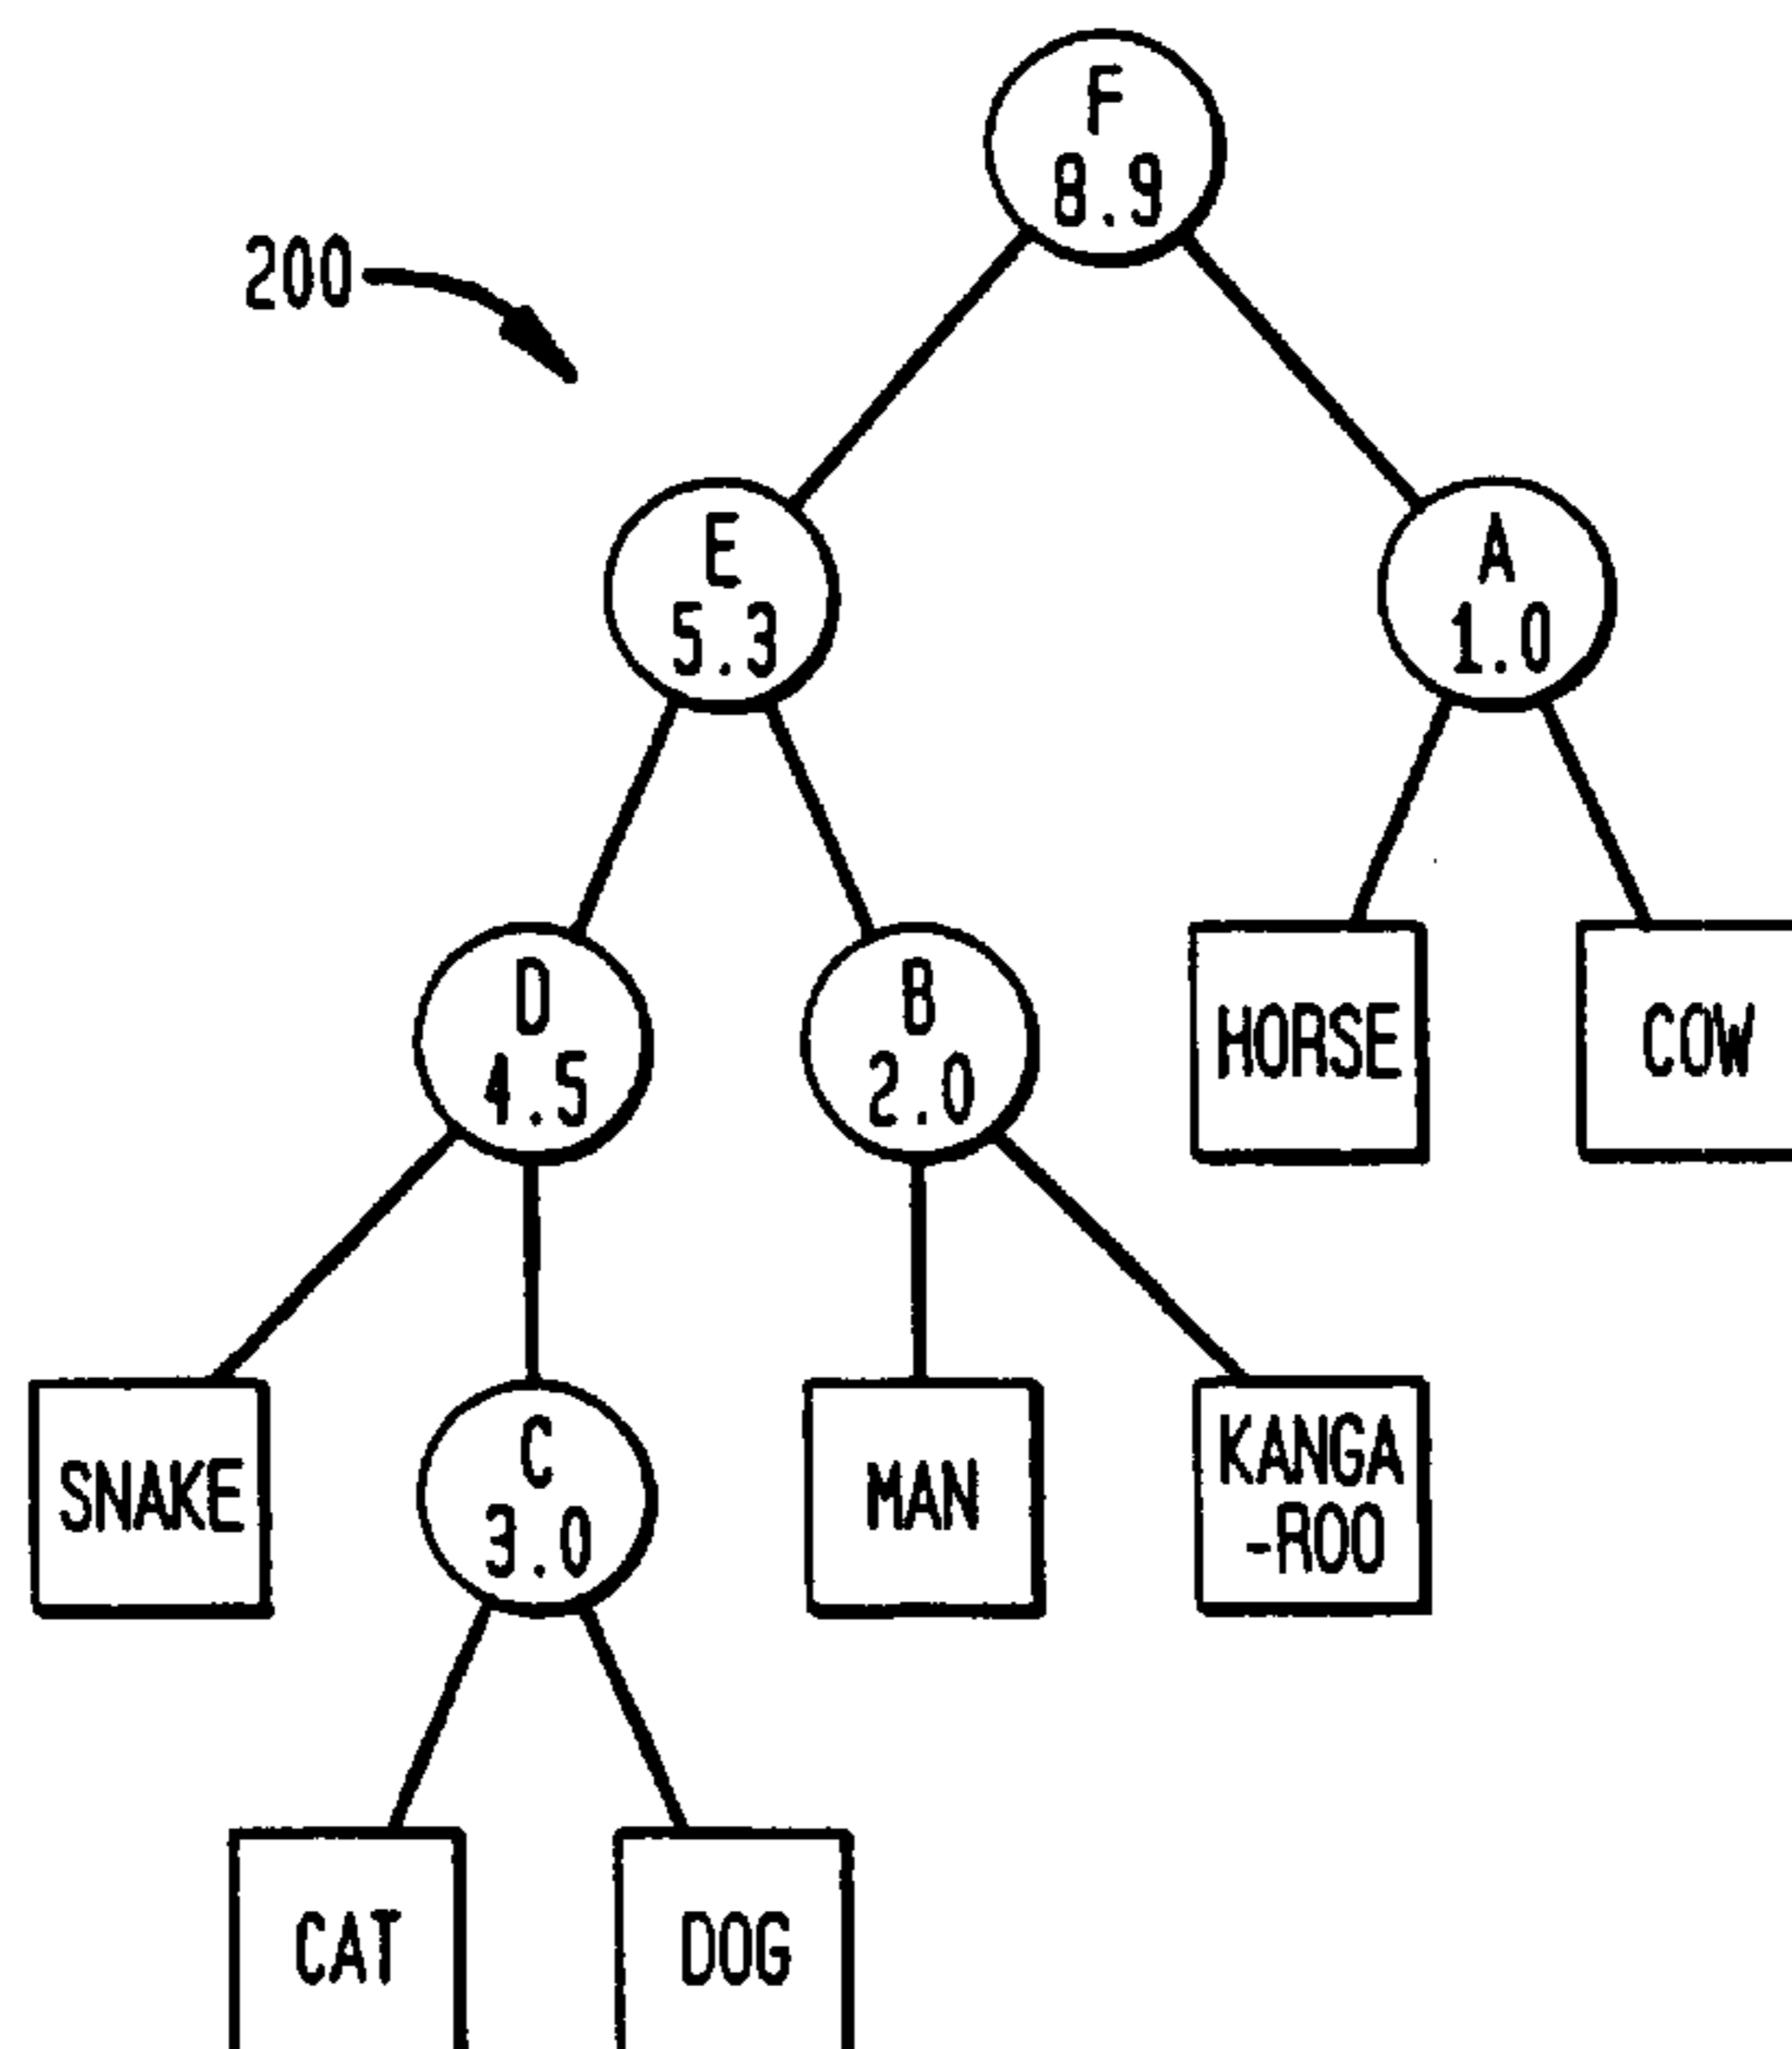 F
8.9
200
E
5.3
A
1.0
D
4.5
B
2.0
HORSE
COW
SNAKE
C
3.0
MAN
KANGA
-ROO
CAT
DOG